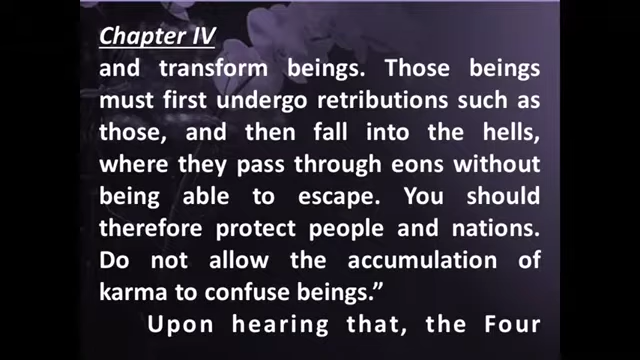 Chapter IV
and transform beings. Those beings
must first undergo retributions such as
those, and then fall into the hells,
where they pass through eons without
being able to escape. You should
therefore protect people and nations.
Do not allow the accumulation of
karma to confuse beings.”
Upon hearing that, the Four